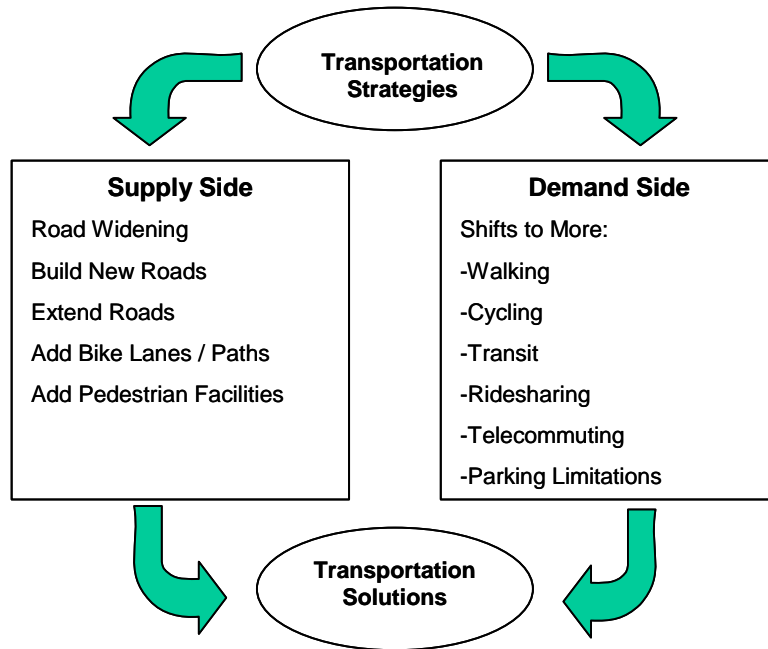 Transportation
Strategies
Supply Side
Road Widening
Build New Roads
Extend Roads
Add Bike Lanes / Paths
Add Pedestrian Facilities
Demand Side
Shifts to More:
-Walking
-Cycling
-Transit
-Ridesharing
-Telecommuting
-Parking Limitations
Transportation
Solutions